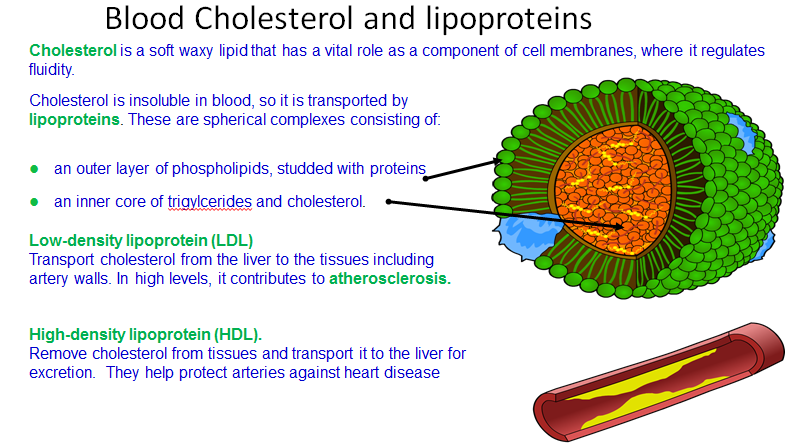 Blood Cholesterol and lipoproteins
Cholesterol is a soft waxy lipid that has a vital role as a component of cell membranes, where it regulates
fluidity.
Cholesterol is insoluble in blood, so it is transported by
lipoproteins. These are spherical complexes consisting of:
● an outer layer of phospholipids, studded with proteins
● an inner core of trigylcerides and cholesterol.
Low-density lipoprotein (LDL)
Transport cholesterol from the liver to the tissues including
artery walls. In high levels, it contributes to atherosclerosis.
High-density lipoprotein (HDL).
Remove cholesterol from tissues and transport it to the liver for
excretion. They help protect arteries against heart disease